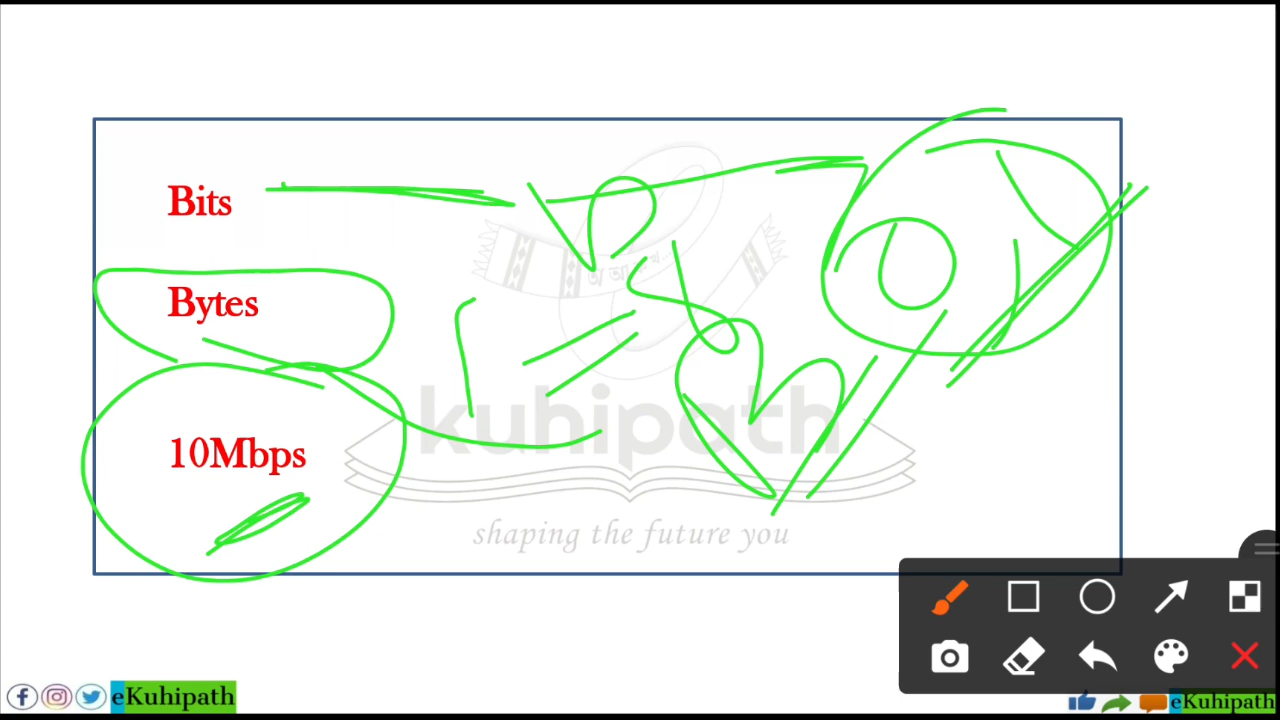 Bits
Bytes
10Mbps
kuhipath
shaping the future you
eKuhipath
eKuhipath